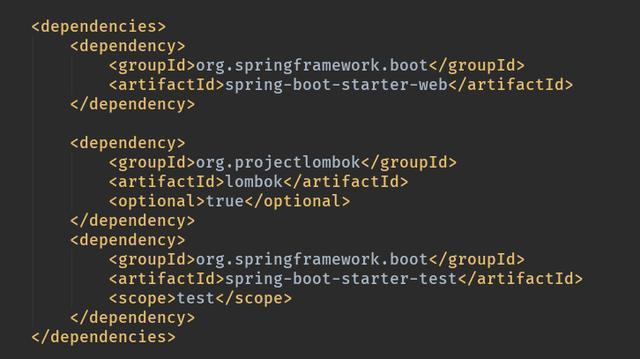 <dependencies>
<dependency>
<groupId>org.springframework.boot</groupId>
<artifactId>spring-boot-starter-web</artifactId>
</dependency>
<dependency>
<groupId>org.projectlombok</groupId>
<artifactId>lombok</artifactId>
<optional>true</optional>
</dependency>
<dependency>
<groupId>org.springframework.boot</groupId>
<artifactId>spring-boot-starter-test</artifactId>
<scope>test</scope>
</dependency>
</dependencies>